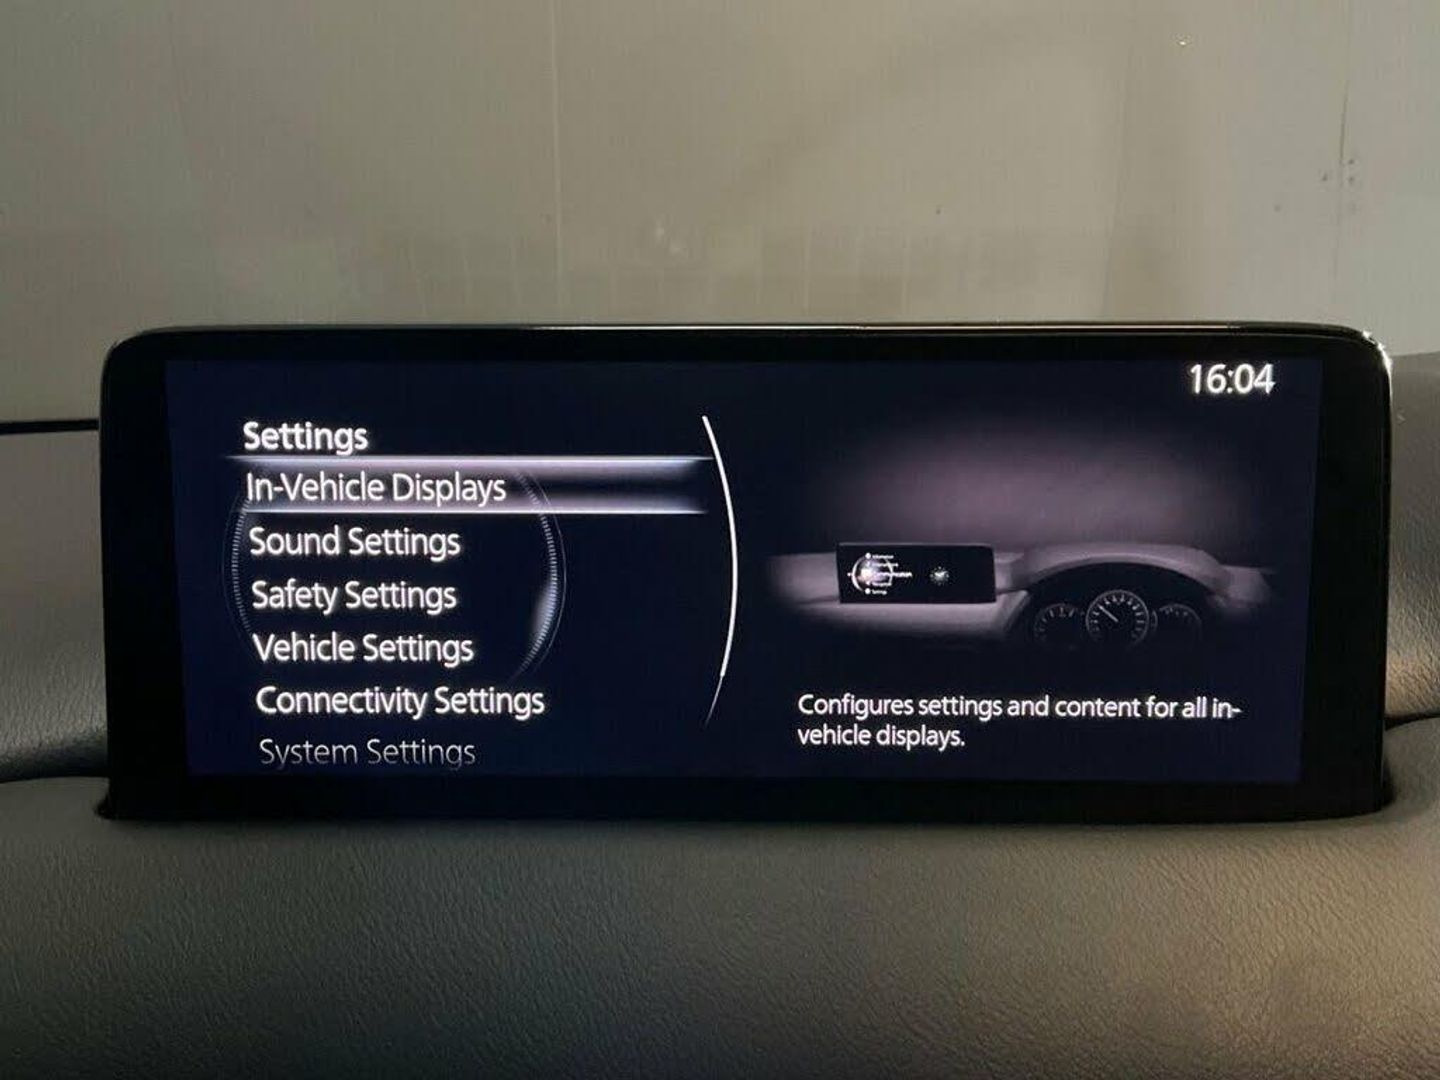 16:04
Settings
In-Vehicle Displays
Sound Settings
Safety Settings
Vehicle Settings
Connectivity Settings
System Settings
Configures settings and content for all in-
vehicle displays.